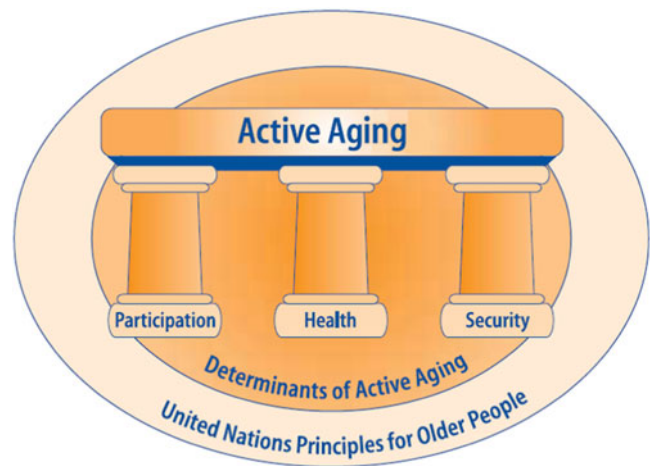 Active Aging
Participation
Health
Security
Determinants of Active Aging
United Nations Principles for Older People